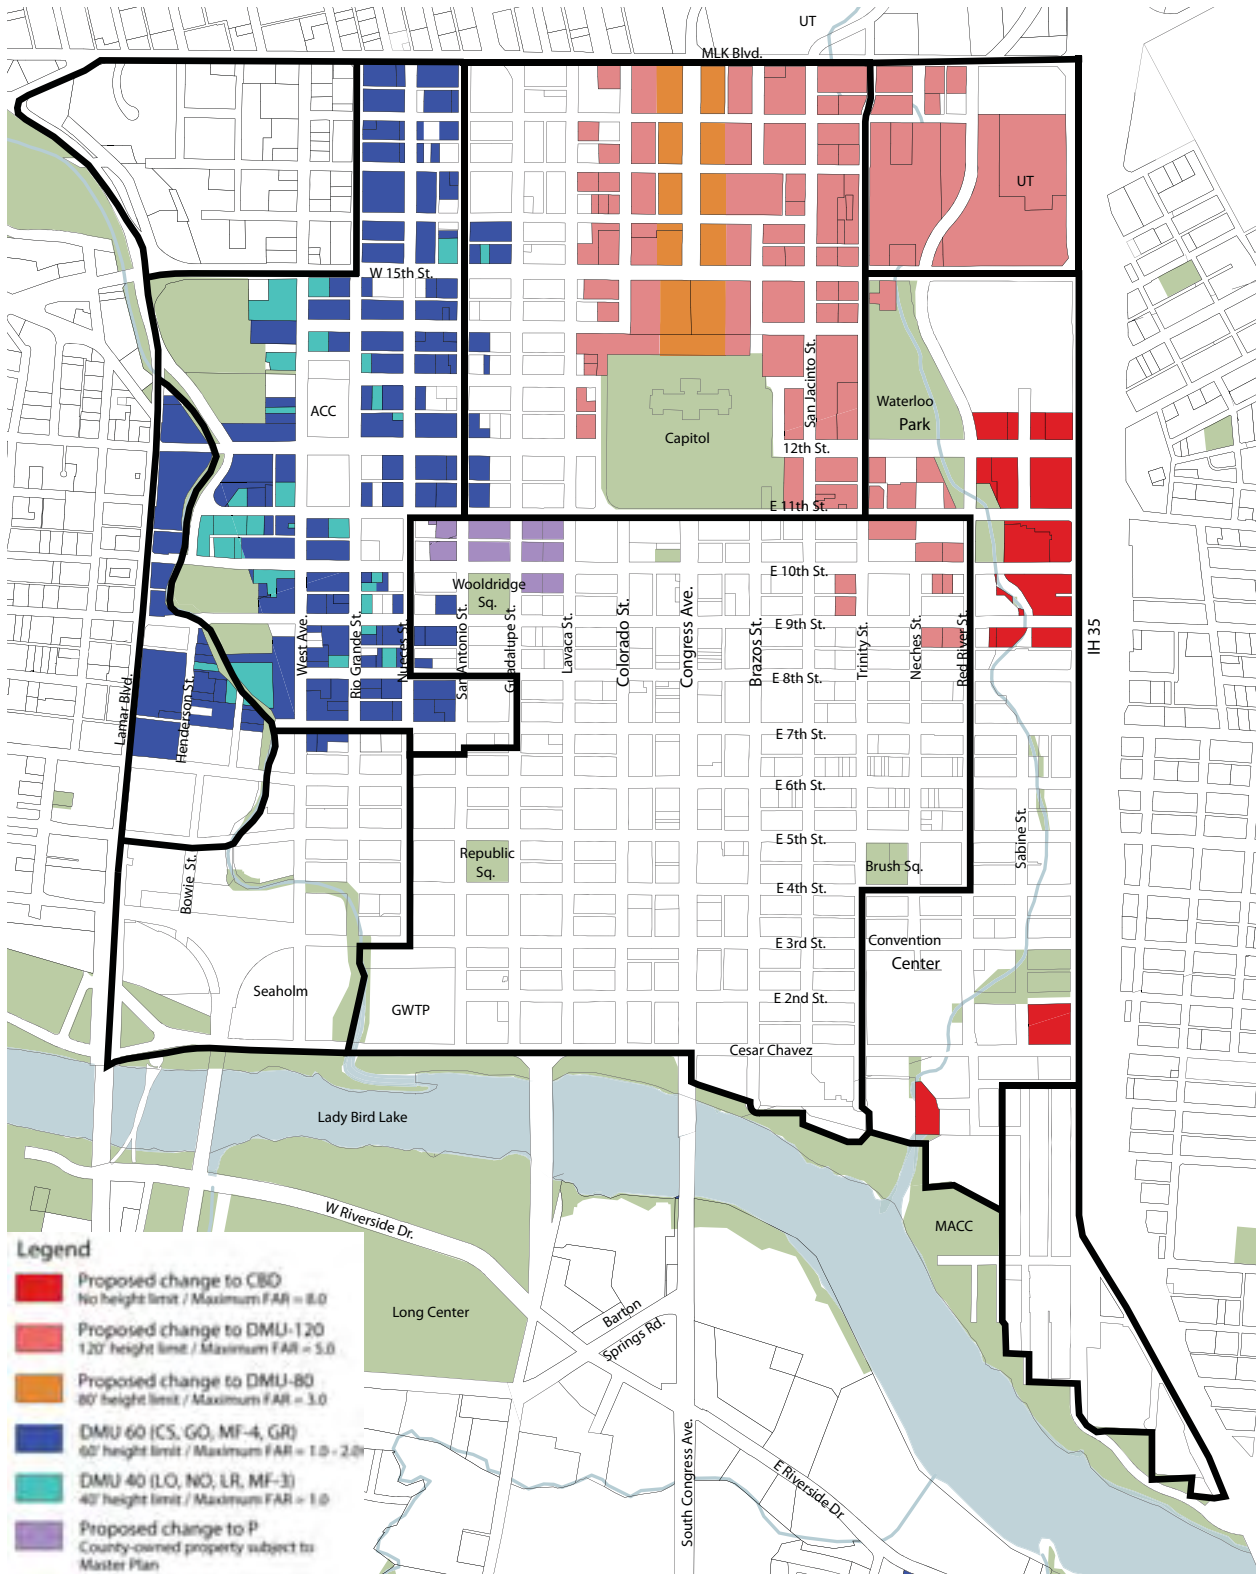 UT
MLK Blvd.
UT
W 15th St.
ACC
San Jacinto St.
Waterloo
Park
Capitol
12th St.
E 11th St.
E 10th St.
Wooldridge
Sq.
E 9th St.
West Ave.
Rio Grande St.
Nueces St.
San Antonio St.
Guadalupe St.
Lavaca St.
Colorado St.
Congress Ave.
Brazos St.
Trinity St.
Neches St.
Red River St.
IH 35
E 8th St.
Lamar Blvd.
Henderson St.
E 7th St.
E 6th St.
E 5th St.
Sabine St.
Republic
Sq.
Brush Sq.
Bowie St.
E 4th St.
E 3rd St.
Convention
Center
Seaholm
GWTP
E 2nd St.
Cesar Chavez
Lady Bird Lake
W Riverside Dr.
MACC
Long Center
Barton
Springs Rd.
South Congress Ave.
E Riverside Dr.
Legend
Proposed change to CBD
No height limit / Maximum FAR = 8.0
Proposed change to DMU-120
120' height limit / Maximum FAR = 5.0
Proposed change to DMU-80
80' height limit / Maximum FAR = 3.0
DMU 60 (CS, GO, MF-4, GR)
60' height limit / Maximum FAR = 1.0 - 2.0
DMU 40 (LO, NO, LR, MF-3)
40' height limit / Maximum FAR = 1.0
Proposed change to P
County-owned property subject to
Master Plan